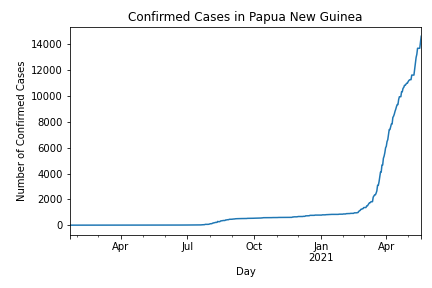 Confirmed Cases in Papua New Guinea
14000
12000
10000
8000
6000
4000
2000
0
Number of Confirmed Cases
Apr Jul Oct Jan Apr
2021
Day